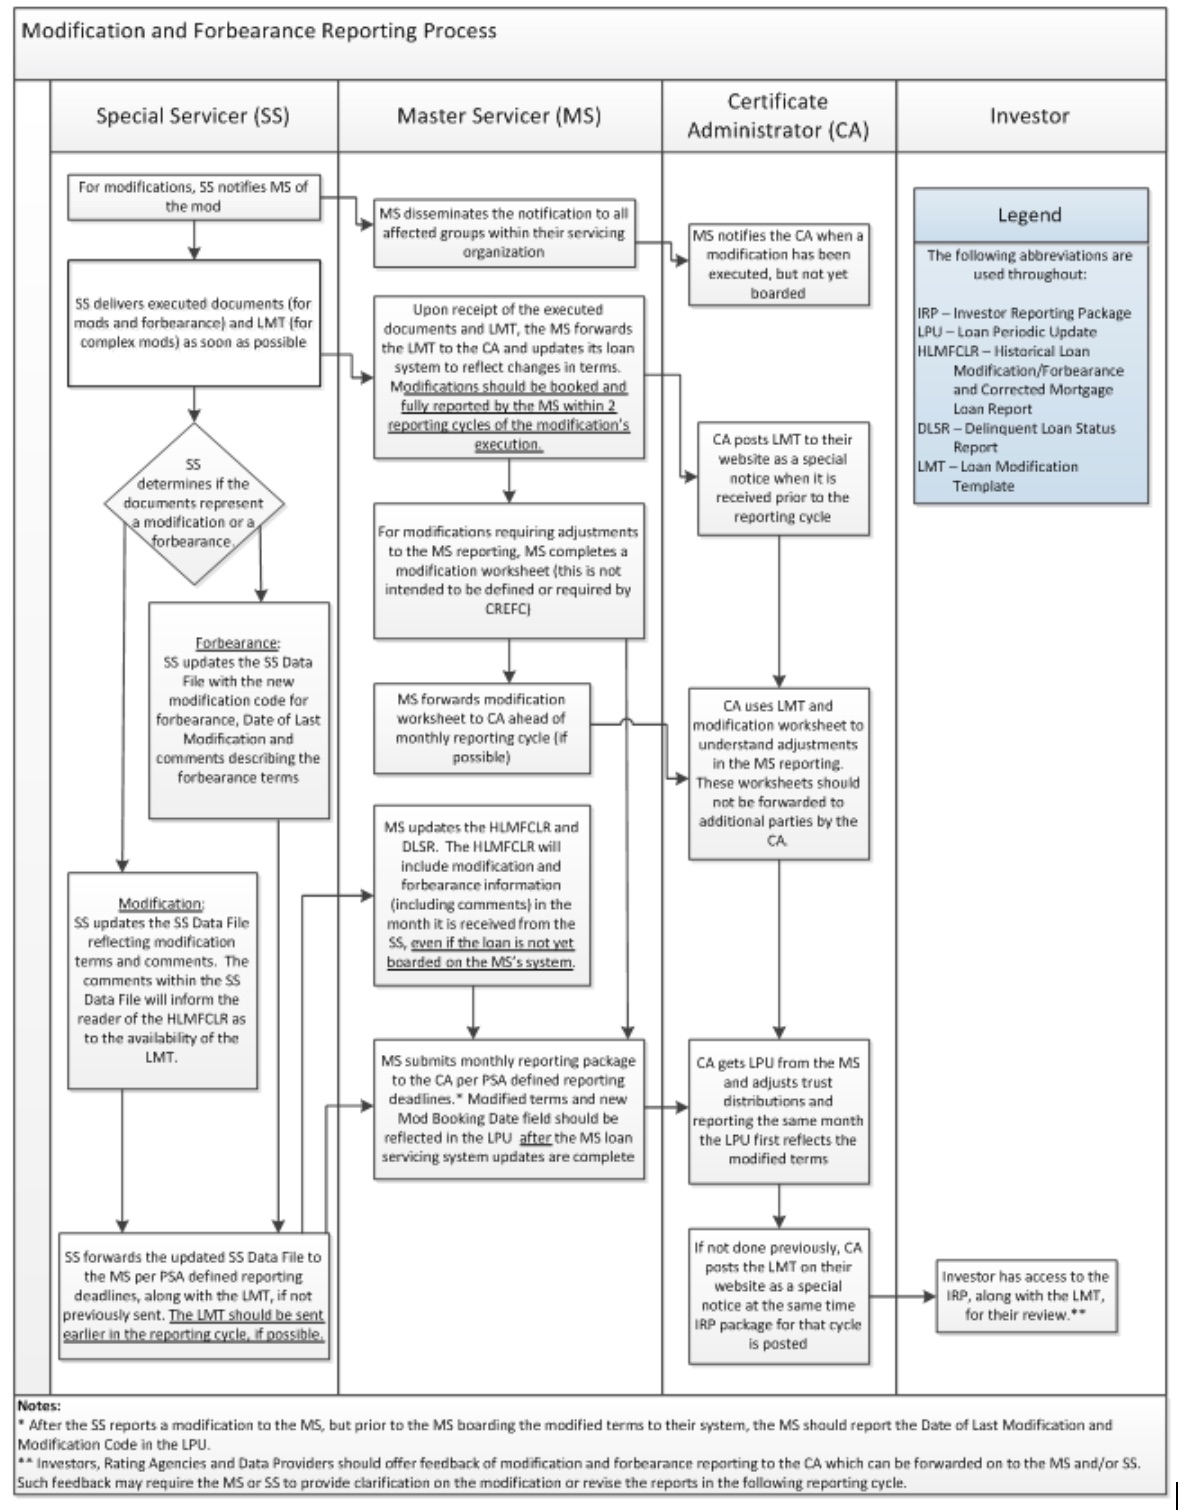 Modification and Forbearance Reporting Process
Special Servicer (SS)
Master Servicer (MS)
Certificate
Administrator (CA)
Investor
For modifications, SS notifies MS of
the mod
SS delivers executed documents (for
mods and forbearance) and LMT (for
complex mods) as soon as possible
SS
determines if the
documents represent
a modification or a
forbearance.
Forbearance:
SS updates the SS Data
File with the new
modification code for
forbearance, Date of Last
Modification and
comments describing the
forbearance terms
Modification:
SS updates the SS Data File
reflecting modification
terms and comments. The
comments within the SS
Data File will inform the
reader of the HLMFCLR as
to the availability of the
LMT.
SS forwards the updated SS Data File to
the MS per PSA defined reporting
deadlines, along with the LMT, if not
previously sent. The LMT should be sent
earlier in the reporting cycle, if possible.
MS disseminates the notification to all
affected groups within their servicing
organization
Upon receipt of the executed
documents and LMT, the MS forwards
the LMT to the CA and updates its loan
system to reflect changes in terms.
Modifications should be booked and
fully reported by the MS within 2
reporting cycles of the modification's
execution.
For modifications requiring adjustments
to the MS reporting, MS completes a
modification worksheet (this is not
intended to be defined or required by
CREFC)
MS forwards modification
worksheet to CA ahead of
monthly reporting cycle (if
possible)
MS updates the HLMFCLR and
DLSR. The HLMFCLR will
include modification and
forbearance information
(including comments) in the
month it is received from the
SS, even if the loan is not yet
boarded on the MS's system.
MS submits monthly reporting package
to the CA per PSA defined reporting
deadlines.* Modified terms and new
Mod Booking Date field should be
reflected in the LPU after the MS loan
servicing system updates are complete
MS notifies the CA when a
modification has been
executed, but not yet
boarded
CA posts LMT to their
website as a special
notice when it is
received prior to the
reporting cycle
CA uses LMT and
modification worksheet to
understand adjustments
in the MS reporting.
These worksheets should
not be forwarded to
additional parties by the
CA.
CA gets LPU from the MS
and adjusts trust
distributions and
reporting the same month
the LPU first reflects the
modified terms
If not done previously, CA
posts the LMT on their
website as a special
notice at the same time
IRP package for that cycle
is posted
Legend
The following abbreviations are
used throughout:
IRP – Investor Reporting Package
LPU – Loan Periodic Update
HLMFCLR – Historical Loan
Modification/Forbearance
and Corrected Mortgage
Loan Report
DLSR – Delinquent Loan Status
Report
LMT – Loan Modification
Template
Investor has access to the
IRP, along with the LMT,
for their review.**
Notes:
* After the SS reports a modification to the MS, but prior to the MS boarding the modified terms to their system, the MS should report the Date of Last Modification and
Modification Code in the LPU.
** Investors, Rating Agencies and Data Providers should offer feedback of modification and forbearance reporting to the CA which can be forwarded on to the MS and/or SS.
Such feedback may require the MS or SS to provide clarification on the modification or revise the reports in the following reporting cycle.